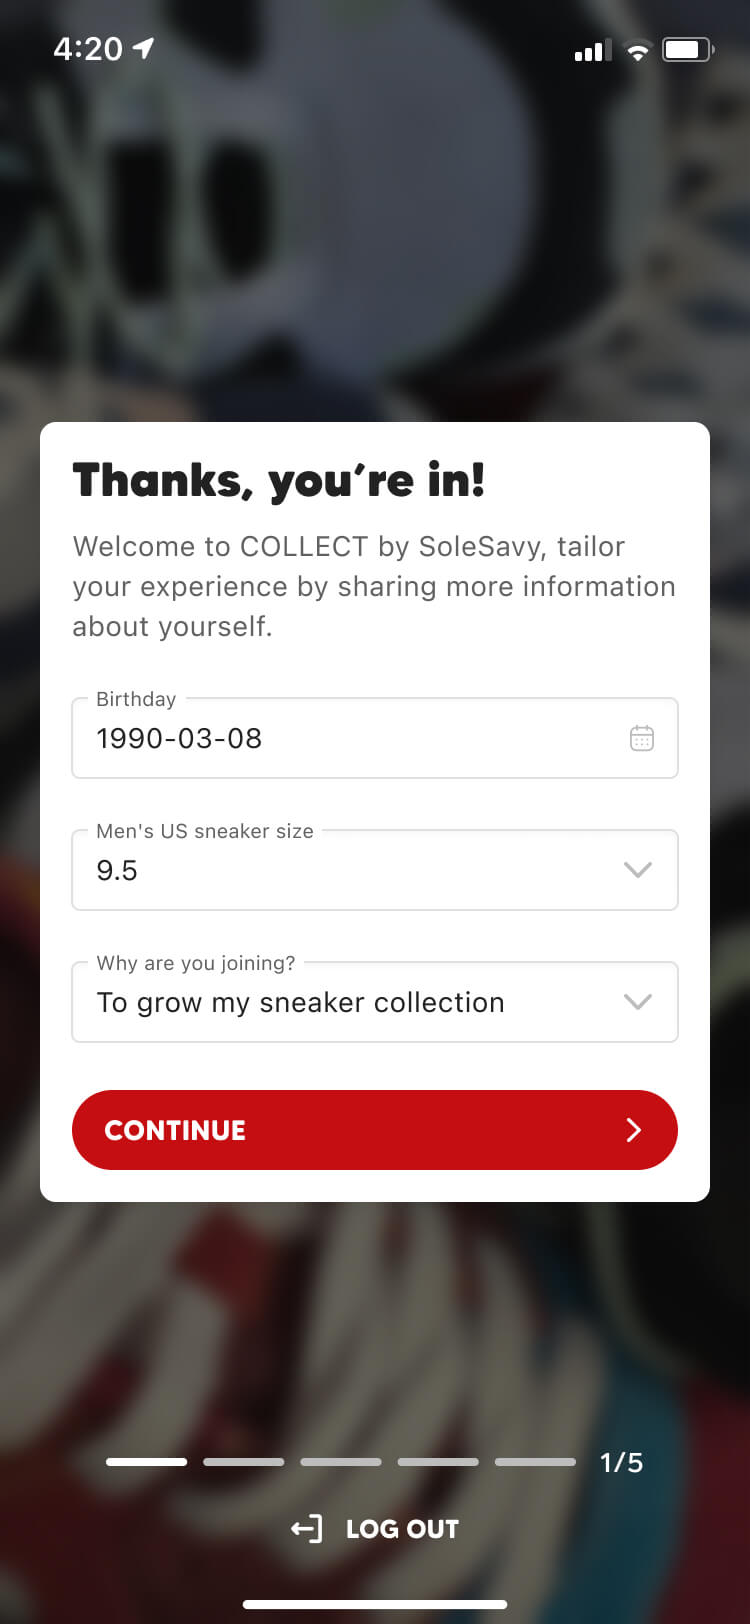 4:20
Thanks, you′re in!
Welcome to COLLECT by SoleSavy, tailor
your experience by sharing more information
about yourself.
Birthday
1990-03-08
Men's US sneaker size
9.5
Why are you joining?
To grow my sneaker collection
CONTINUE
1/5
LOG OUT